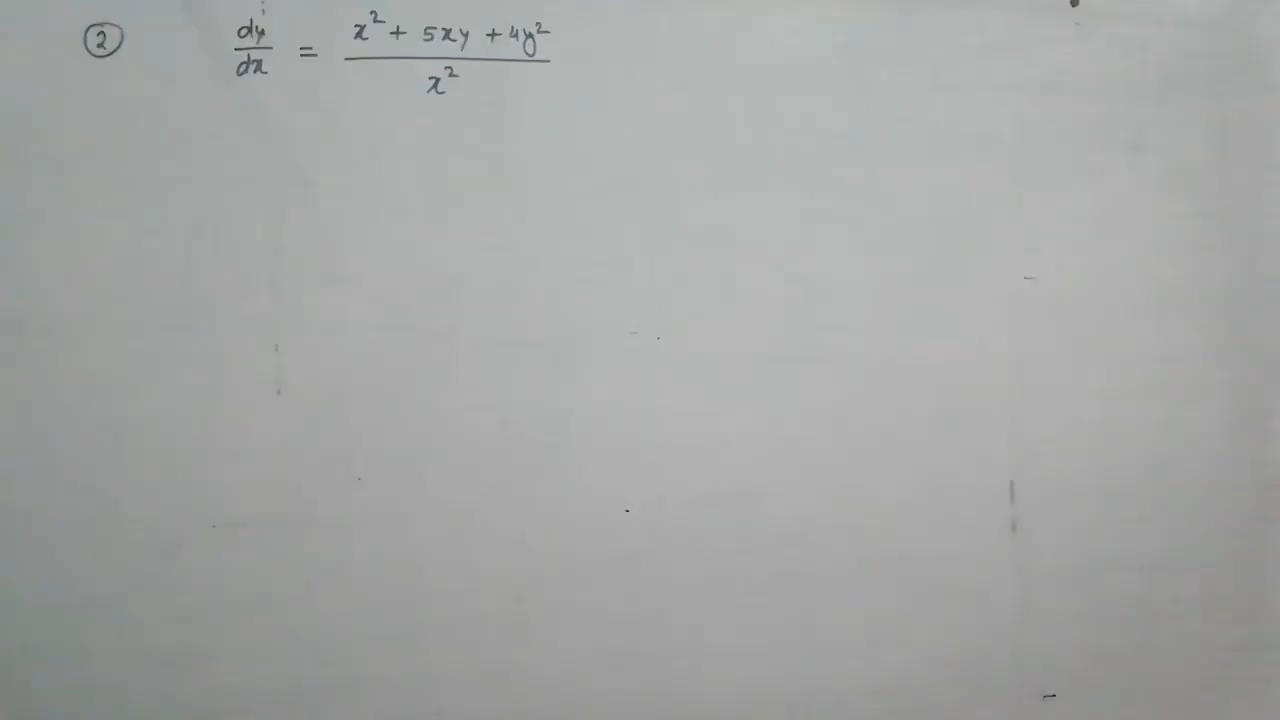 ② dy/dx = (x² + 5xy + 4y²)/x²